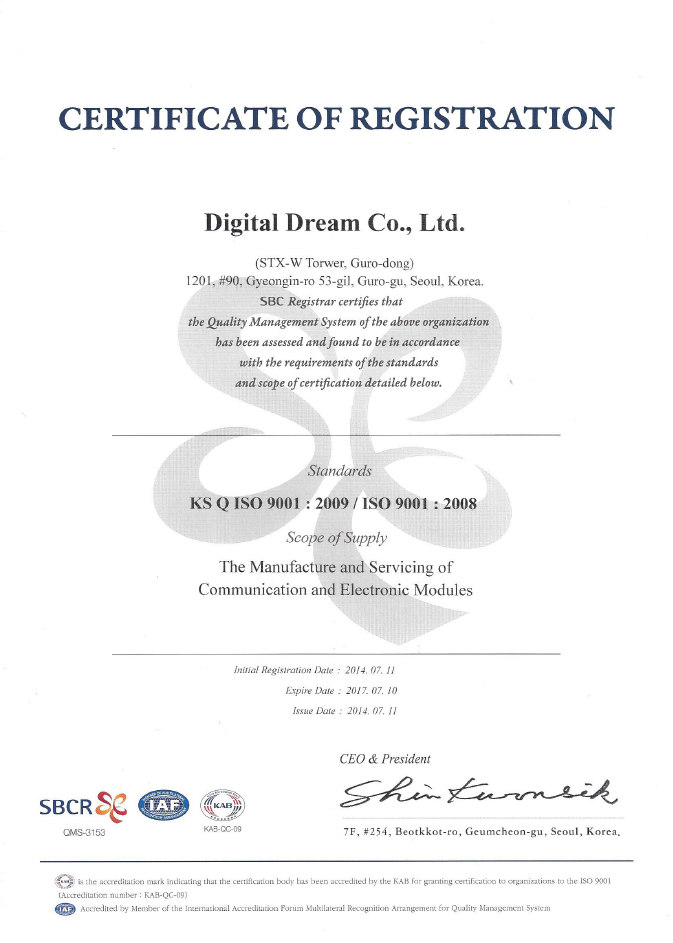 CERTIFICATE OF REGISTRATION
Digital Dream Co., Ltd.
(STX-W Torwer, Guro-dong)
1201, #90, Gyeongin-ro 53-gil, Guro-gu, Seoul, Korea.
SBC Registrar certifies that
the Quality Management System of the above organization
has been assessed and found to be in accordance
with the requirements of the standards
and scope of certification detailed below.
Standards
KS Q ISO 9001 : 2009 / ISO 9001 : 2008
Scope of Supply
The Manufacture and Servicing of
Communication and Electronic Modules
Initial Registration Date : 2014. 07. 11
Expire Date : 2017. 07. 10
Issue Date : 2014. 07. 11
CEO & President
Shin Kwonsik
SBCR
IAF
KAB
QMS-3153
KAB-QC-09
7F, #254, Beotkkot-ro, Geumcheon-gu, Seoul, Korea.
KAB is the accreditation mark indicating that the certification body has been accredited by the KAB for granting certification to organizations to the ISO 9001
(Accreditation number : KAB-QC-09)
IAF Accredited by Member of the International Accreditation Forum Multilateral Recognition Arrangement for Quality Management System